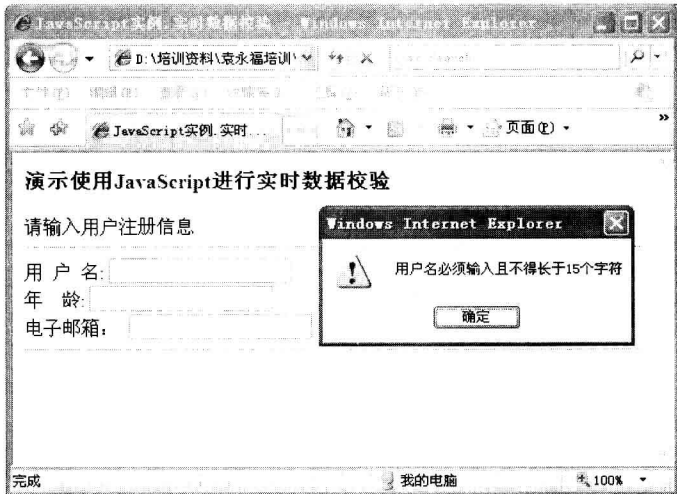 JavaScript实例.实时数据校验 - Windows Internet Explorer
D:\培训资料\袁永福培训\
JavaScript实例.实时...
页面(P)
»
演示使用JavaScript进行实时数据校验
请输入用户注册信息
用 户 名:
年 龄:
电子邮箱:
Windows Internet Explorer
用户名必须输入且不得长于15个字符
确定
完成
我的电脑
100%